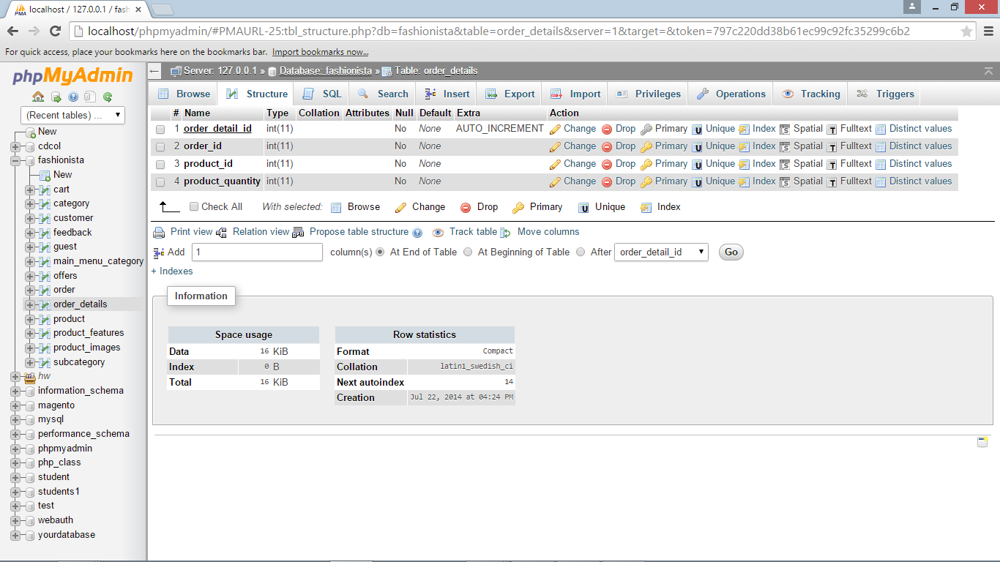 localhost / 127.0.0.1 / fash
localhost/phpmyadmin/#PMAURL-25:tbl_structure.php?db=fashionista&table=order_details&server=1&target=&token=797c220dd38b61ec99c92fc35299c6b2
For quick access, place your bookmarks here on the bookmarks bar. Import bookmarks now...
phpMyAdmin
(Recent tables) ...
New
cdcol
fashionista
New
cart
category
customer
feedback
guest
main_menu_category
offers
order
order_details
product
product_features
product_images
subcategory
hw
information_schema
magento
mysql
performance_schema
phpmyadmin
php_class
student
students1
test
webauth
yourdatabase
Server: 127.0.0.1 » Database: fashionista » Table: order_details
Browse Structure SQL Search Insert Export Import Privileges Operations Tracking Triggers
# Name Type Collation Attributes Null Default Extra Action
1 order_detail_id int(11) No None AUTO_INCREMENT Change Drop Primary Unique Index Spatial Fulltext Distinct values
2 order_id int(11) No None Change Drop Primary Unique Index Spatial Fulltext Distinct values
3 product_id int(11) No None Change Drop Primary Unique Index Spatial Fulltext Distinct values
4 product_quantity int(11) No None Change Drop Primary Unique Index Spatial Fulltext Distinct values
Check All With selected: Browse Change Drop Primary Unique Index
Print view Relation view Propose table structure Track table Move columns
Add 1 column(s) At End of Table At Beginning of Table After order_detail_id Go
+ Indexes
Information
Space usage
Data 16 KiB
Index 0 B
Total 16 KiB
Row statistics
Format Compact
Collation latin1_swedish_ci
Next autoindex 14
Creation Jul 22, 2014 at 04:24 PM